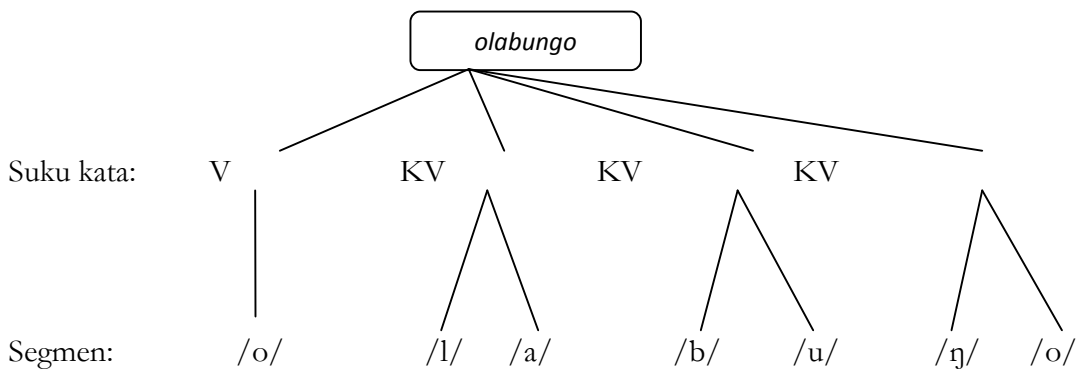 olabungo
Suku kata: V KV KV KV
Segmen: /o/ /l/ /a/ /b/ /u/ /ŋ/ /o/